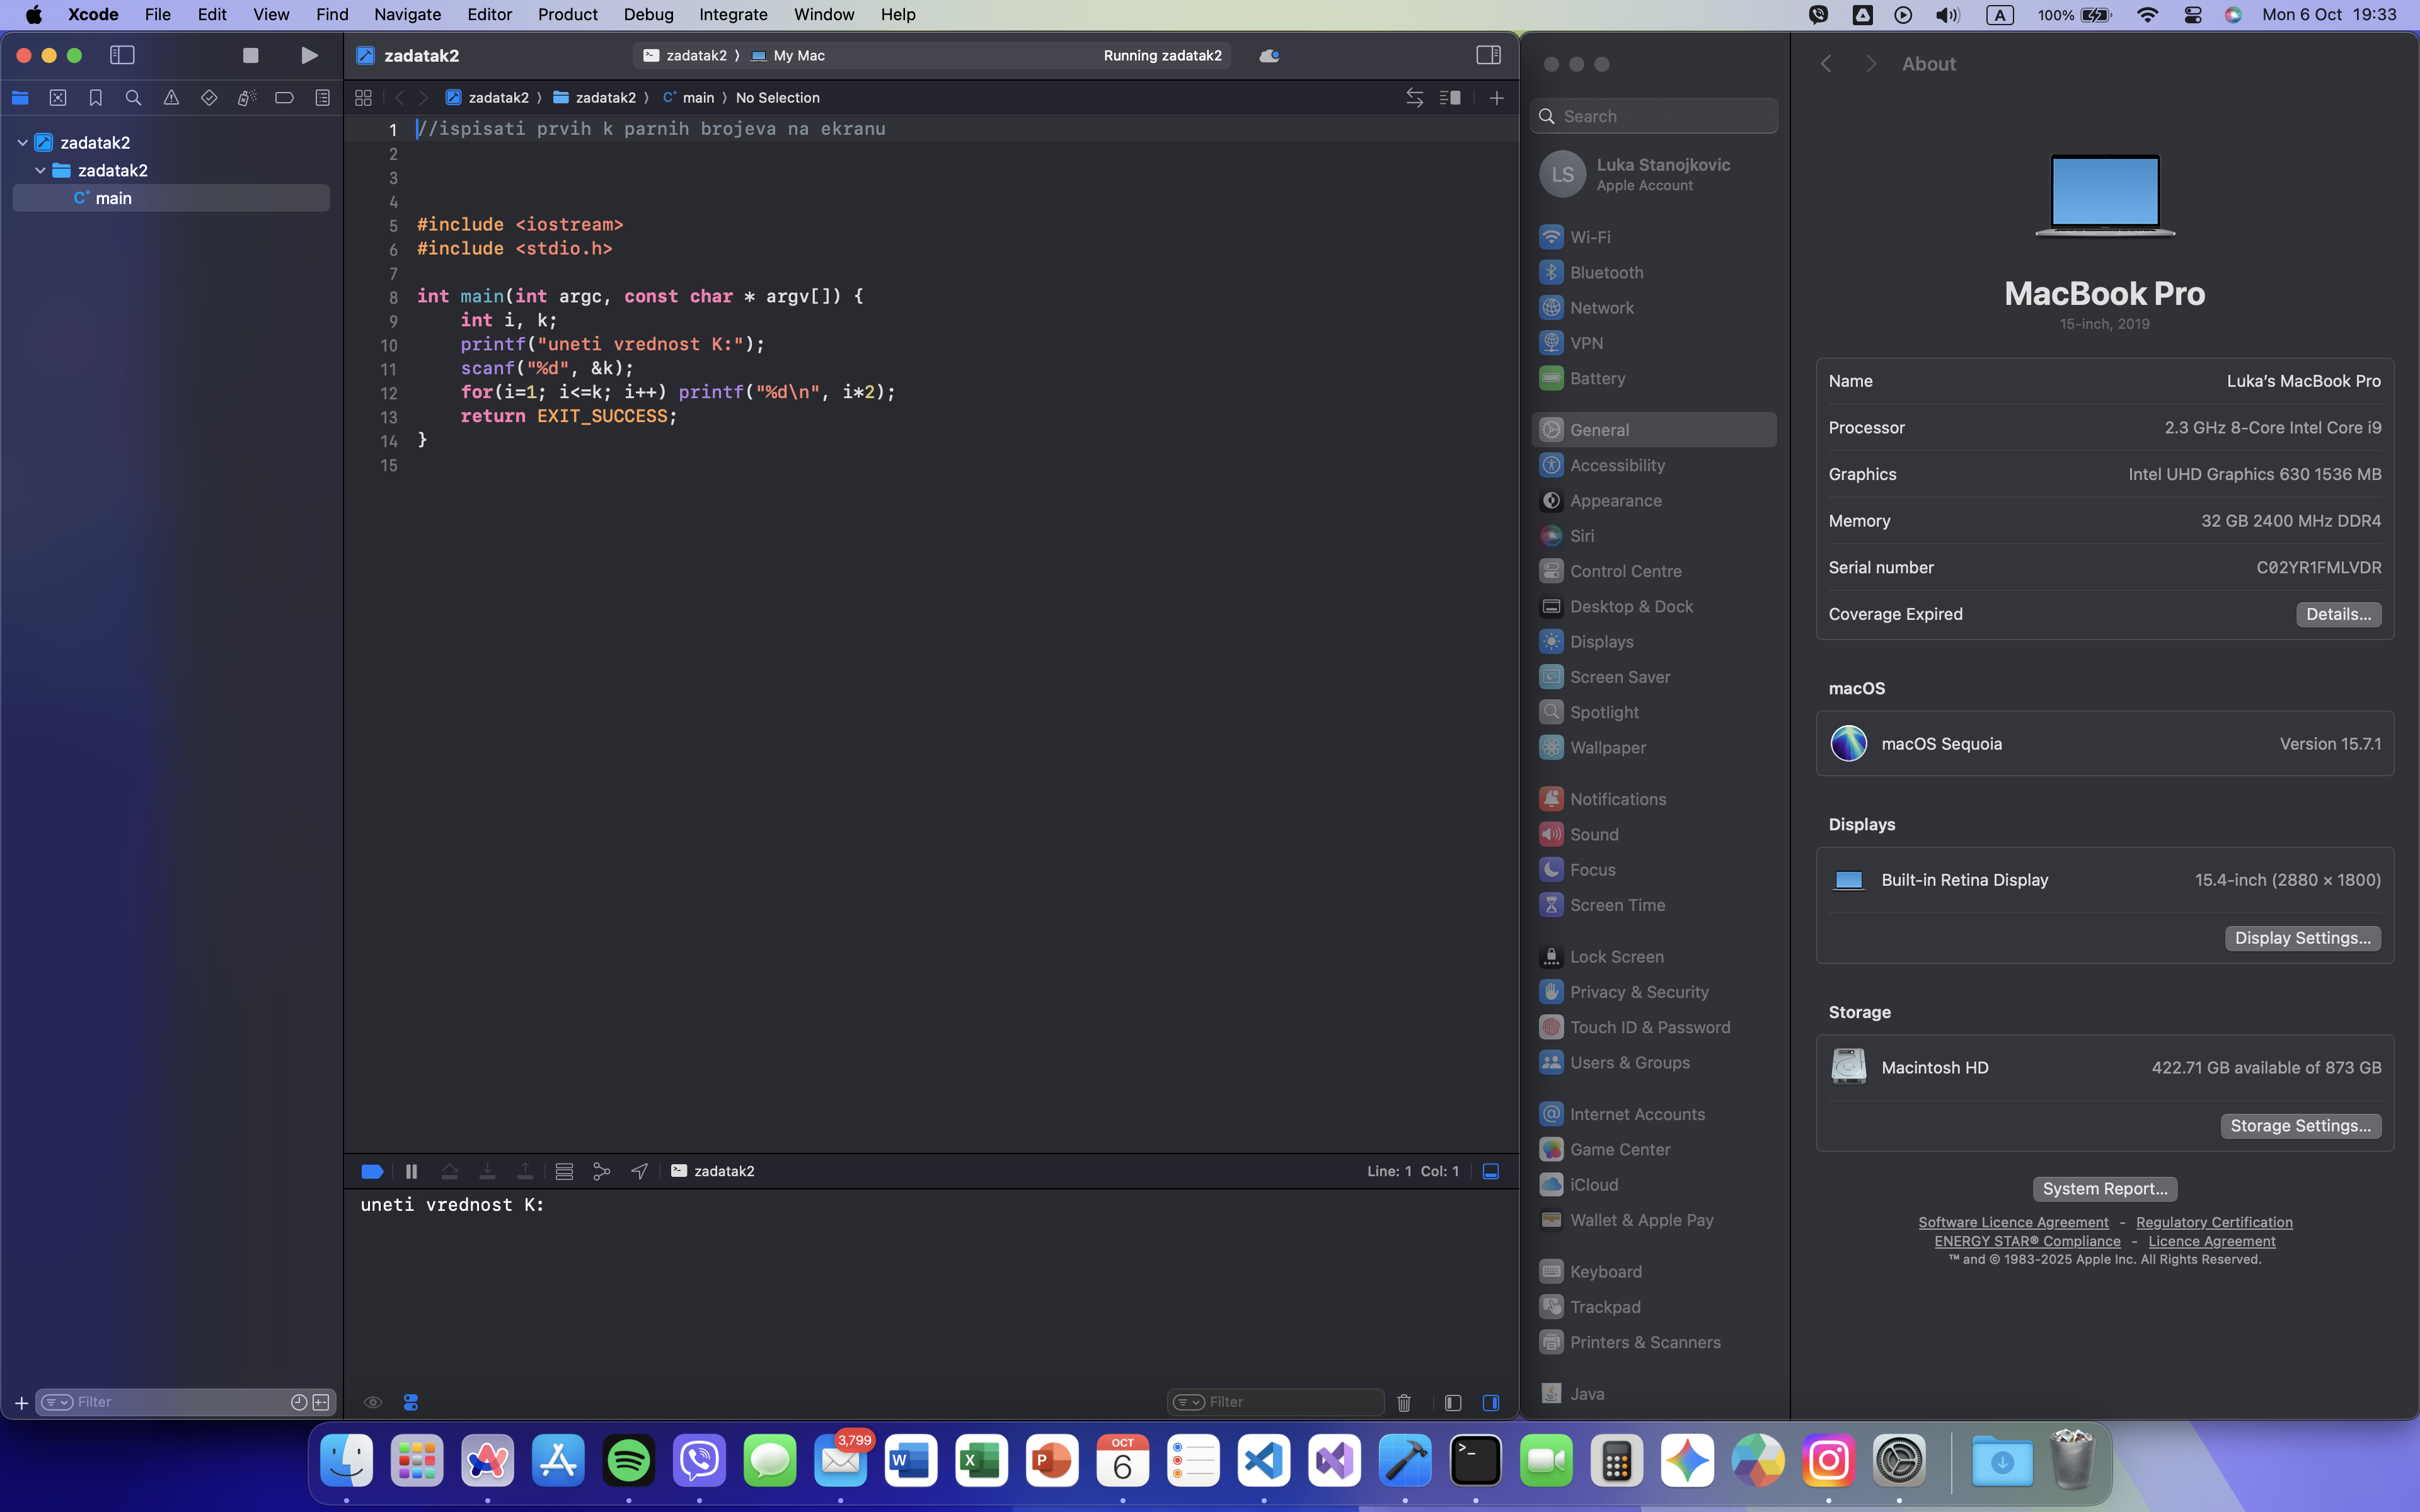 Xcode File Edit View Find Navigate Editor Product Debug Integrate Window Help
A 100% Mon 6 Oct 19:33
zadatak2
zadatak2 My Mac Running zadatak2
zadatak2 zadatak2 main No Selection
zadatak2
zadatak2
main
1 //ispisati prvih k parnih brojeva na ekranu
2
3
4
5 #include <iostream>
6 #include <stdio.h>
7
8 int main(int argc, const char * argv[]) {
9 int i, k;
10 printf("uneti vrednost K:");
11 scanf("%d", &k);
12 for(i=1; i<=k; i++) printf("%d\n", i*2);
13 return EXIT_SUCCESS;
14 }
15
zadatak2 Line: 1 Col: 1
uneti vrednost K:
Filter
Filter
Search
LS
Luka Stanojkovic
Apple Account
Wi-Fi
Bluetooth
Network
VPN
Battery
General
Accessibility
Appearance
Siri
Control Centre
Desktop & Dock
Displays
Screen Saver
Spotlight
Wallpaper
Notifications
Sound
Focus
Screen Time
Lock Screen
Privacy & Security
Touch ID & Password
Users & Groups
Internet Accounts
Game Center
iCloud
Wallet & Apple Pay
Keyboard
Trackpad
Printers & Scanners
Java
About
MacBook Pro
15-inch, 2019
Name Luka’s MacBook Pro
Processor 2.3 GHz 8-Core Intel Core i9
Graphics Intel UHD Graphics 630 1536 MB
Memory 32 GB 2400 MHz DDR4
Serial number C02YR1FMLVDR
Coverage Expired Details...
macOS
macOS Sequoia Version 15.7.1
Displays
Built-in Retina Display 15.4-inch (2880 × 1800)
Display Settings...
Storage
Macintosh HD 422.71 GB available of 873 GB
Storage Settings...
System Report...
Software Licence Agreement - Regulatory Certification
ENERGY STAR® Compliance - Licence Agreement
™ and © 1983-2025 Apple Inc. All Rights Reserved.
3,799
W
X
P
OCT
6